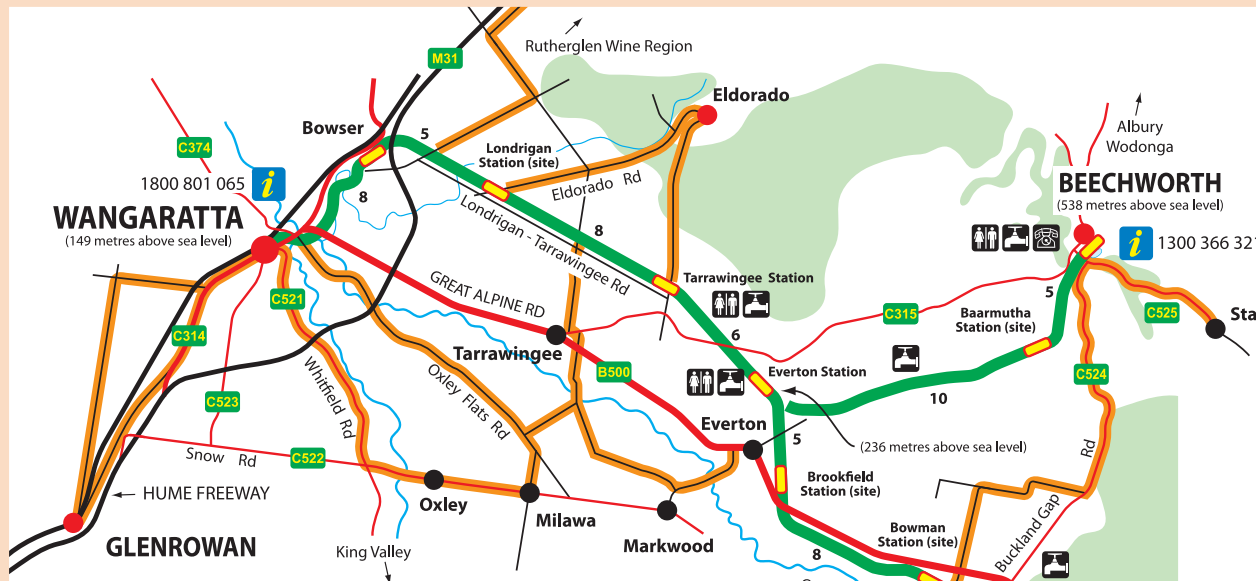 Rutherglen Wine Region
M31
Eldorado
Bowser
5
Londrigan
Station (site)
Albury
Wodonga
C374
1800 801 065
i
8
Eldorado Rd
BEECHWORTH
(538 metres above sea level)
WANGARATTA
(149 metres above sea level)
Londrigan - Tarrawingee Rd
8
i
1300 366 321
GREAT ALPINE RD
Tarrawingee Station
C521
5
C525
C314
6
C315
Baarmutha
Station (site)
Sta
Tarrawingee
B500
Everton Station
C524
Whitfield Rd
Oxley Flats Rd
C523
10
Everton
5
(236 metres above sea level)
Snow Rd
C522
Rd
HUME FREEWAY
Oxley
Milawa
Brookfield
Station (site)
GLENROWAN
King Valley
Markwood
Bowman
Station (site)
Buckland Gap
8